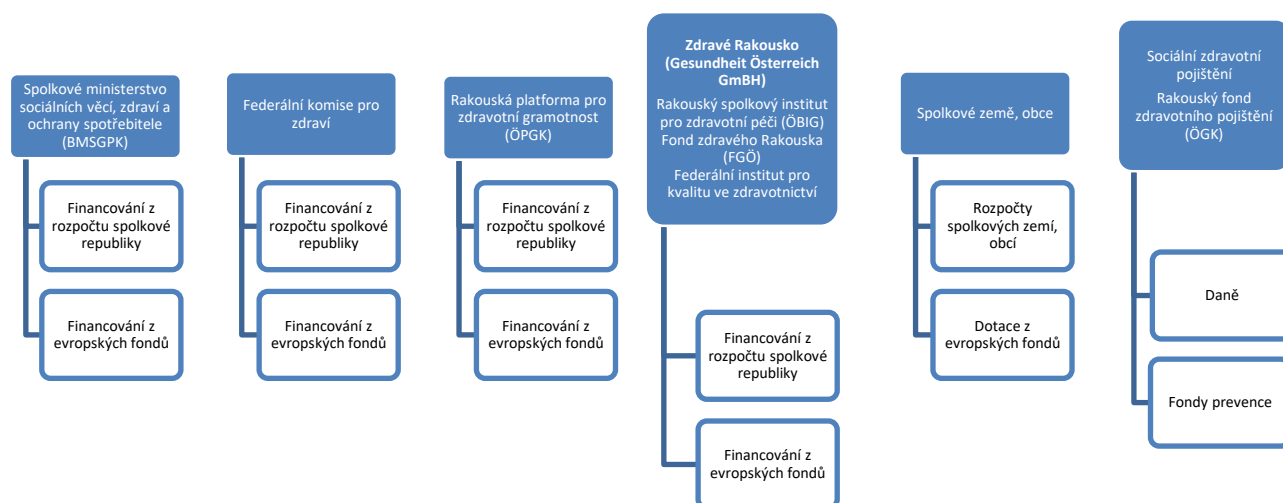 Spolkové ministerstvo
sociálních věcí, zdraví a
ochrany spotřebitele
(BMSGPK)
Financování z
rozpočtu spolkové
republiky
Financování z
evropských fondů
Federální komise pro
zdraví
Financování z
rozpočtu spolkové
republiky
Financování z
evropských fondů
Rakouská platforma pro
zdravotní gramotnost
(ÖPGK)
Financování z
rozpočtu spolkové
republiky
Financování z
evropských fondů
Zdravé Rakousko
(Gesundheit Österreich
GmBH)
Rakouský spolkový institut
pro zdravotní péči (ÖBIG)
Fond zdravého Rakouska
(FGÖ)
Federální institut pro
kvalitu ve zdravotnictví
Financování z
rozpočtu spolkové
republiky
Financování z
evropských fondů
Spolkové země, obce
Rozpočty
spolkových zemí,
obcí
Dotace z
evropských fondů
Sociální zdravotní
pojištění
Rakouský fond
zdravotního pojištění
(ÖGK)
Daně
Fondy prevence